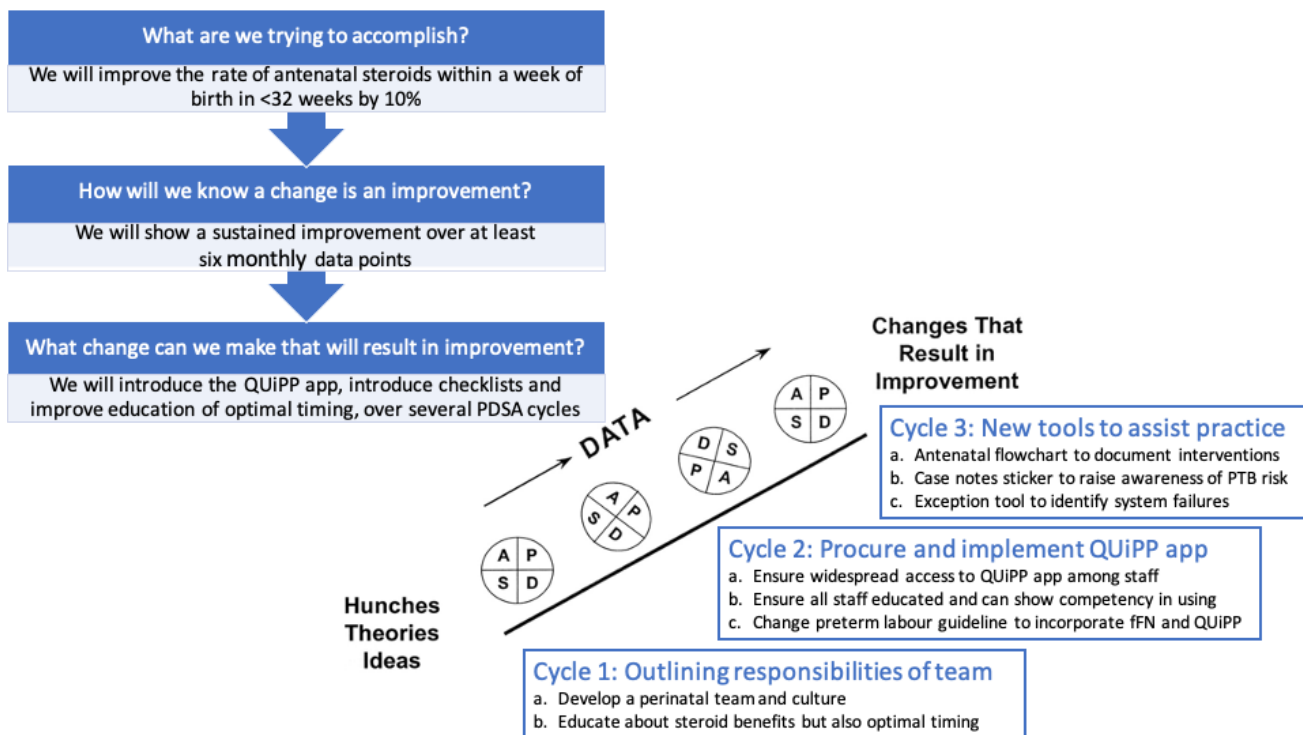 What are we trying to accomplish?
We will improve the rate of antenatal steroids within a week of
birth in <32 weeks by 10%
How will we know a change is an improvement?
We will show a sustained improvement over at least
six monthly data points
What change can we make that will result in improvement?
We will introduce the QUiPP app, introduce checklists and
improve education of optimal timing, over several PDSA cycles
Changes That
Result in
Improvement
A P
S D
DATA
D S
P A
A P
S D
A P
S D
Hunches
Theories
Ideas
Cycle 3: New tools to assist practice
a. Antenatal flowchart to document interventions
b. Case notes sticker to raise awareness of PTB risk
c. Exception tool to identify system failures
Cycle 2: Procure and implement QUiPP app
a. Ensure widespread access to QUiPP app among staff
b. Ensure all staff educated and can show competency in using
c. Change preterm labour guideline to incorporate fFN and QUiPP
Cycle 1: Outlining responsibilities of team
a. Develop a perinatal team and culture
b. Educate about steroid benefits but also optimal timing